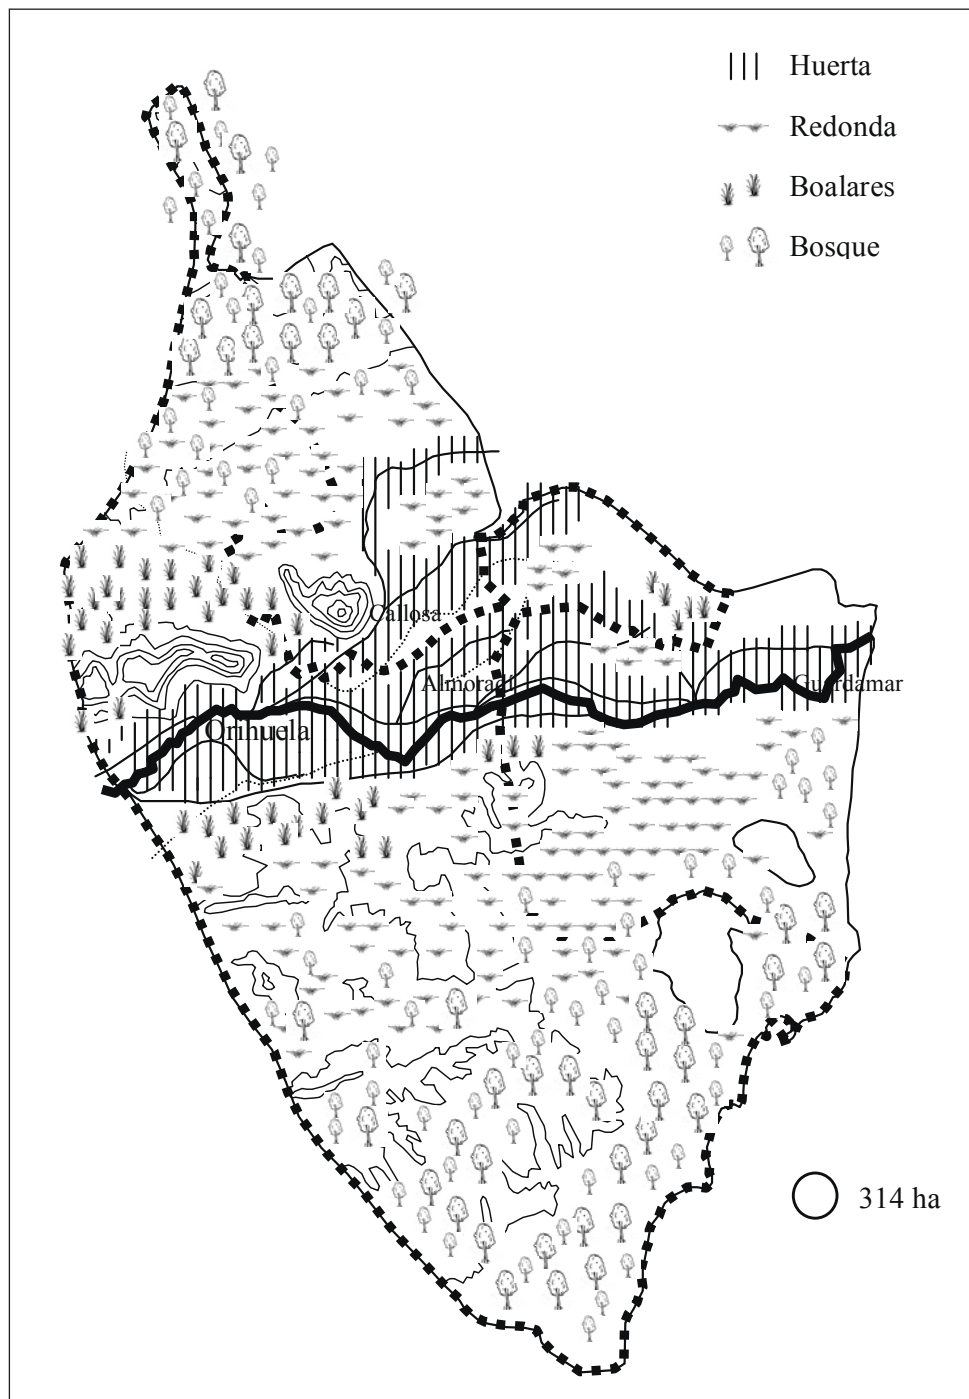 Huerta
Redonda
Boalares
Bosque
Callosa
Almoradí
Guardamar
Orihuela
314 ha